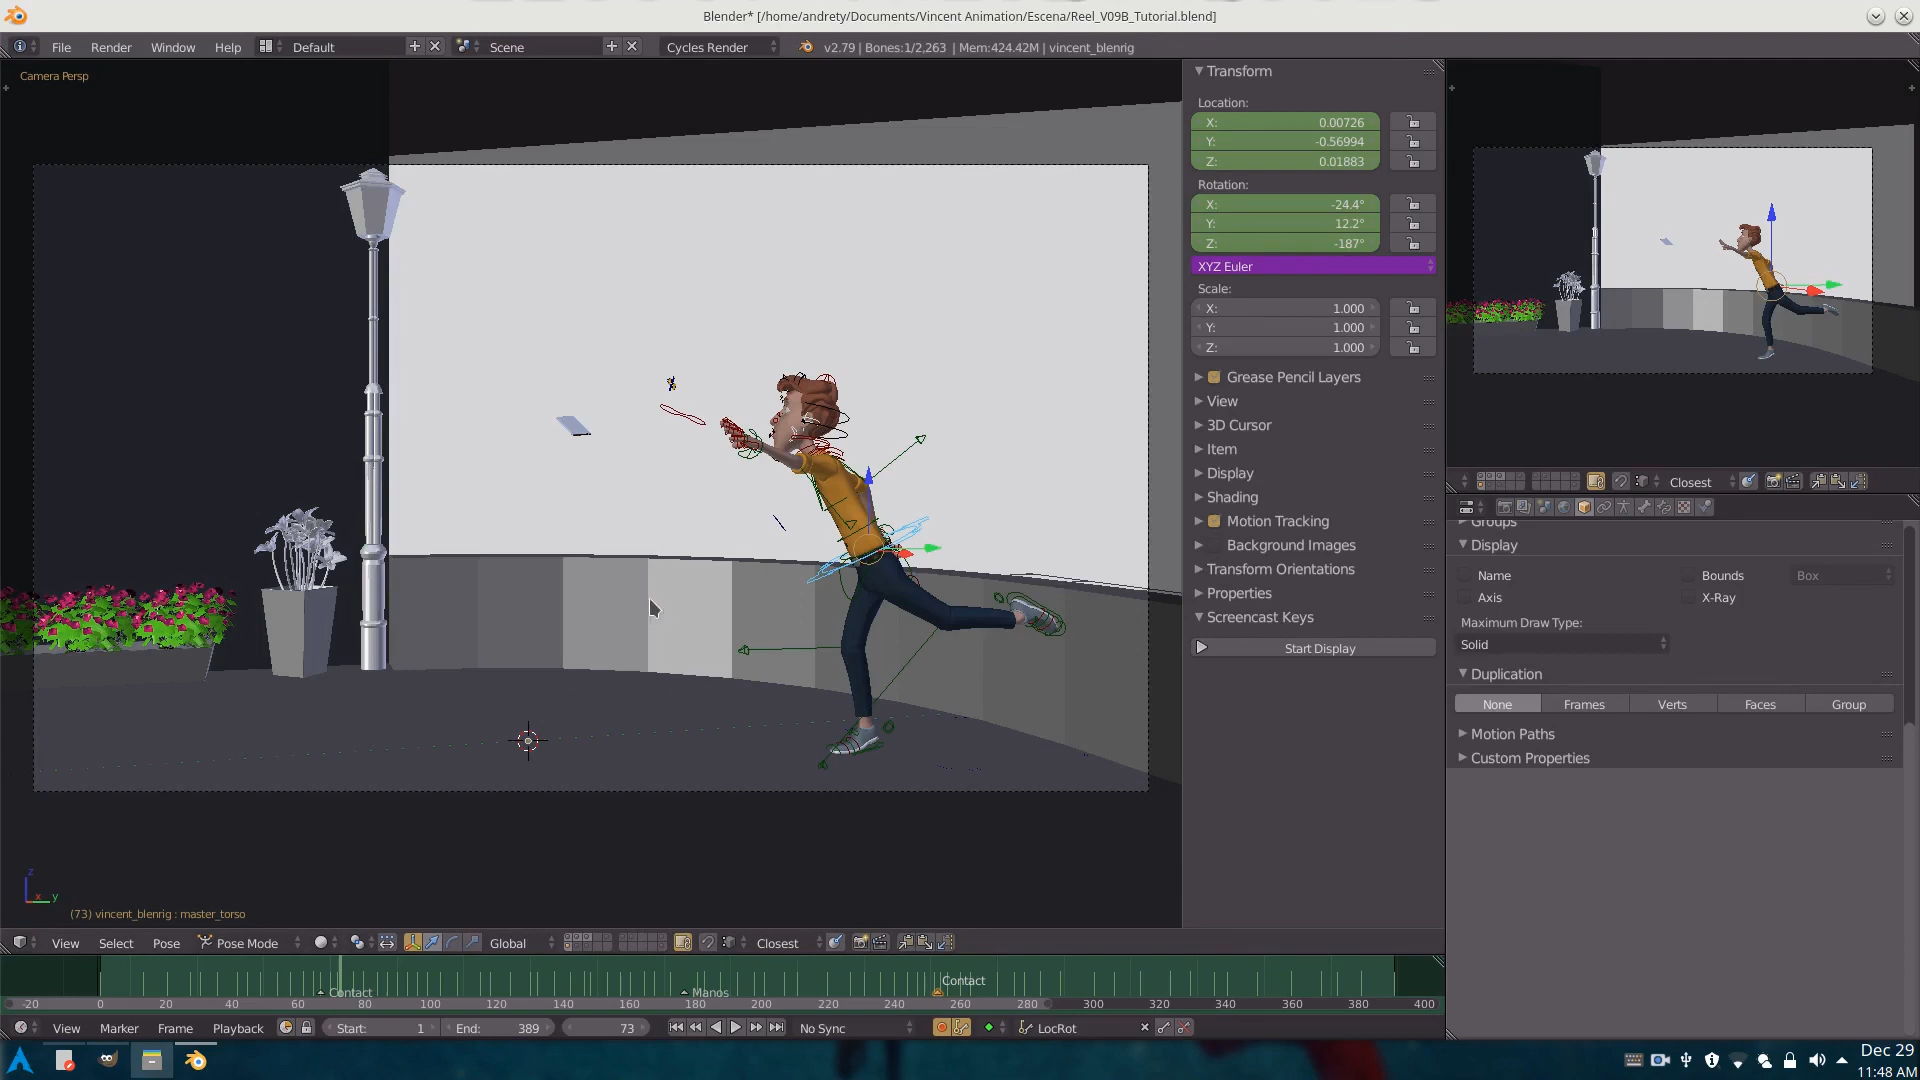 Blender* [/home/andrety/Documents/Vincent Animation/Escena/Reel_V09B_Tutorial.blend]
File Render Window Help Default Scene Cycles Render v2.79 | Bones:1/2,263 | Mem:424.42M | vincent_blenrig
Camera Persp
Transform
Location:
X: 0.00726
Y: -0.56994
Z: 0.01883
Rotation:
X: -24.4°
Y: 12.2°
Z: -187°
XYZ Euler
Scale:
X: 1.000
Y: 1.000
Z: 1.000
Grease Pencil Layers
View
3D Cursor
Item
Display
Shading
Motion Tracking
Background Images
Transform Orientations
Properties
Screencast Keys
Start Display
Closest
Groups
Display
Name Bounds Box
Axis X-Ray
Maximum Draw Type:
Solid
Duplication
None Frames Verts Faces Group
Motion Paths
Custom Properties
z
x y
(73) vincent_blenrig : master_torso
View Select Pose Pose Mode Global Closest
Contact Manos Contact
-20 0 20 40 60 80 100 120 140 160 180 200 220 240 260 280 300 320 340 360 380 400
View Marker Frame Playback Start: 1 End: 389 73 No Sync LocRot
Dec 29
11:48 AM